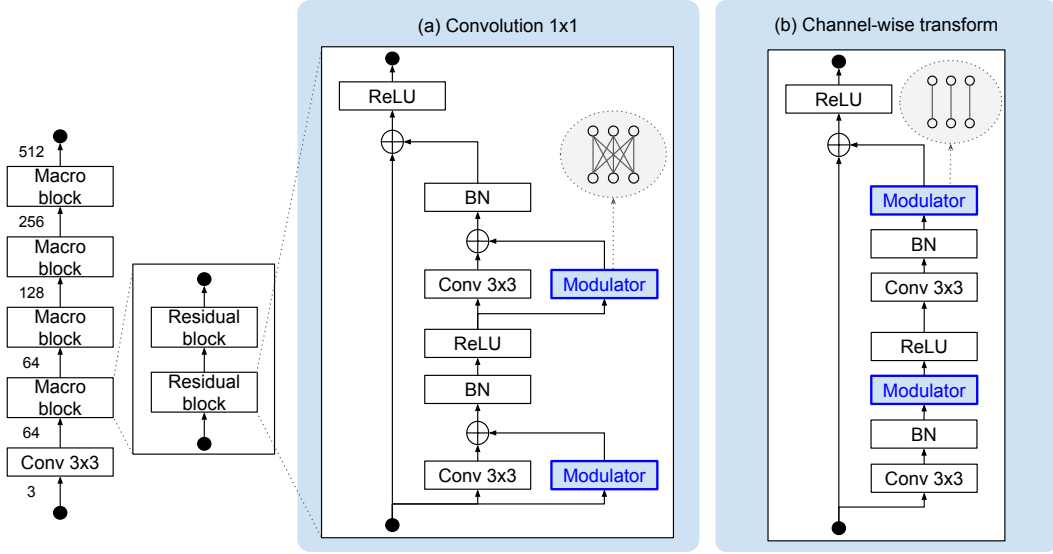 (a) Convolution 1x1
(b) Channel-wise transform
512
Macro
block
256
Macro
block
128
Macro
block
64
Macro
block
64
Conv 3x3
3
Residual
block
Residual
block
ReLU
BN
Conv 3x3
Modulator
ReLU
BN
Conv 3x3
Modulator
ReLU
Modulator
BN
Conv 3x3
ReLU
Modulator
BN
Conv 3x3